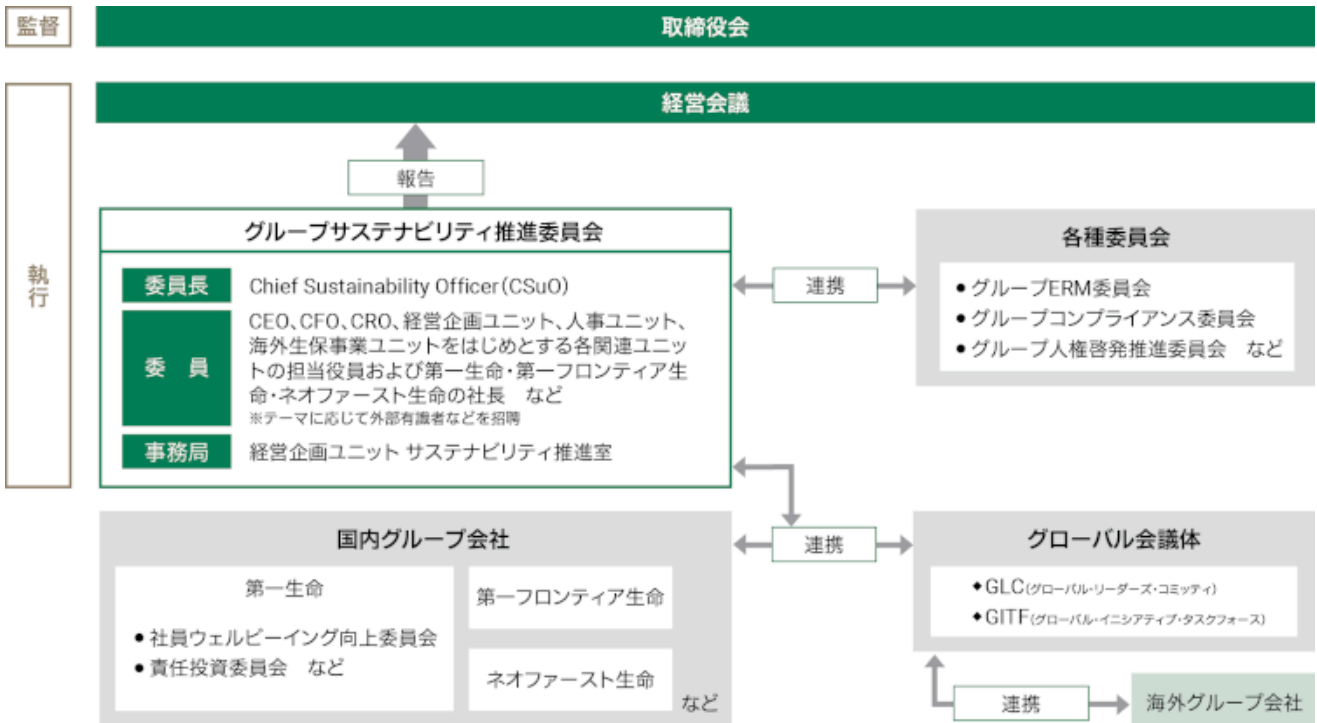 監督
取締役会
執行
経営会議
報告
グループサステナビリティ推進委員会
委員長
Chief Sustainability Officer(CSuO)
委 員
CEO、CFO、CRO、経営企画ユニット、人事ユニット、
海外生保事業ユニットをはじめとする各関連ユニッ
トの担当役員および第一生命・第一フロンティア生
命・ネオファースト生命の社長 など
※テーマに応じて外部有識者などを招聘
事務局
経営企画ユニット サステナビリティ推進室
連携
各種委員会
●グループERM委員会
●グループコンプライアンス委員会
●グループ人権啓発推進委員会 など
国内グループ会社
第一生命
●社員ウェルビーイング向上委員会
●責任投資委員会 など
第一フロンティア生命
ネオファースト生命
など
連携
グローバル会議体
◆GLC(グローバル・リーダーズ・コミッティ)
◆GITF(グローバル・イニシアティブ・タスクフォース)
連携
海外グループ会社